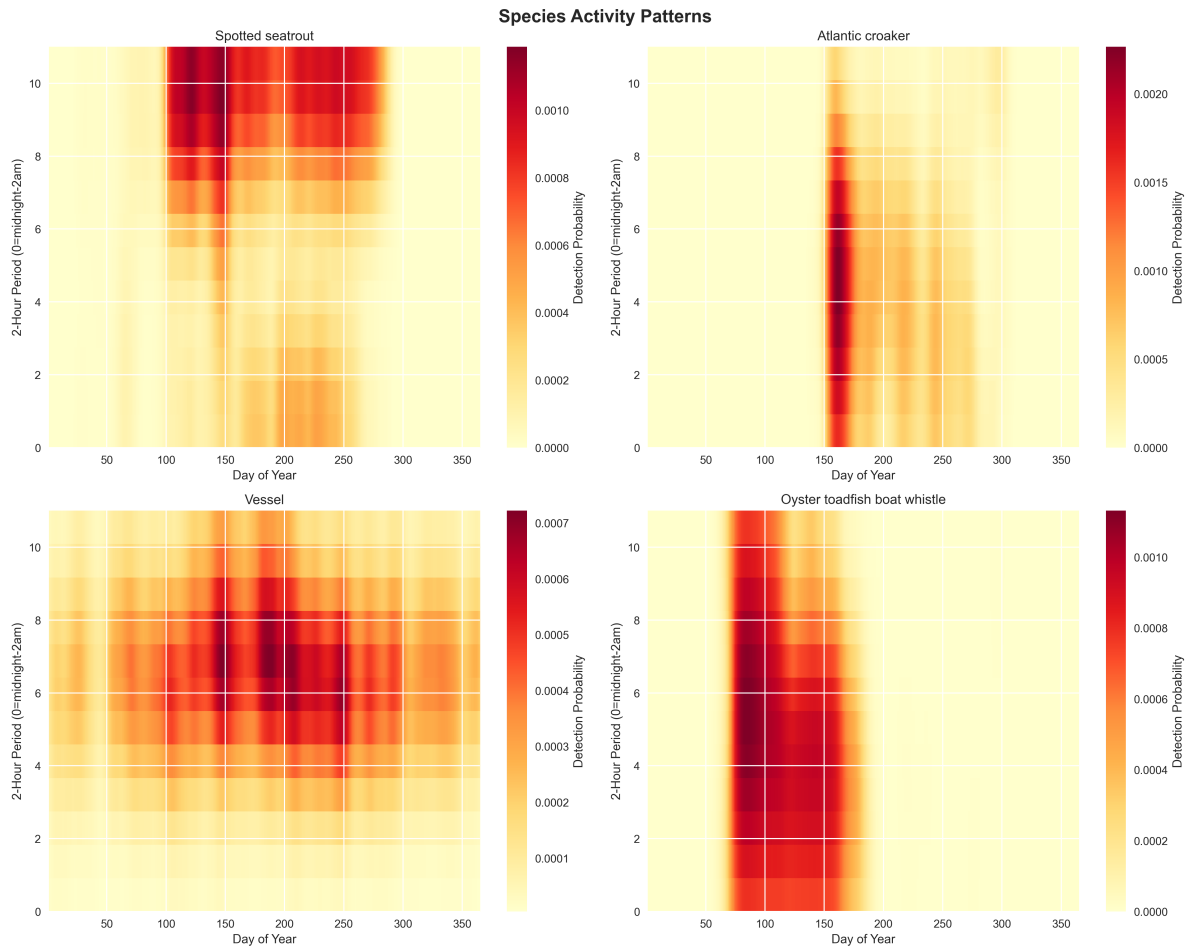 Species Activity Patterns
Spotted seatrout
2-Hour Period (0=midnight-2am)
10
8
6
4
2
0
50 100 150 200 250 300 350
Day of Year
0.0010
0.0008
0.0006
0.0004
0.0002
0.0000
Detection Probability
Atlantic croaker
2-Hour Period (0=midnight-2am)
10
8
6
4
2
0
50 100 150 200 250 300 350
Day of Year
0.0020
0.0015
0.0010
0.0005
0.0000
Detection Probability
Vessel
2-Hour Period (0=midnight-2am)
10
8
6
4
2
0
50 100 150 200 250 300 350
Day of Year
0.0007
0.0006
0.0005
0.0004
0.0003
0.0002
0.0001
Detection Probability
Oyster toadfish boat whistle
2-Hour Period (0=midnight-2am)
10
8
6
4
2
0
50 100 150 200 250 300 350
Day of Year
0.0010
0.0008
0.0006
0.0004
0.0002
0.0000
Detection Probability